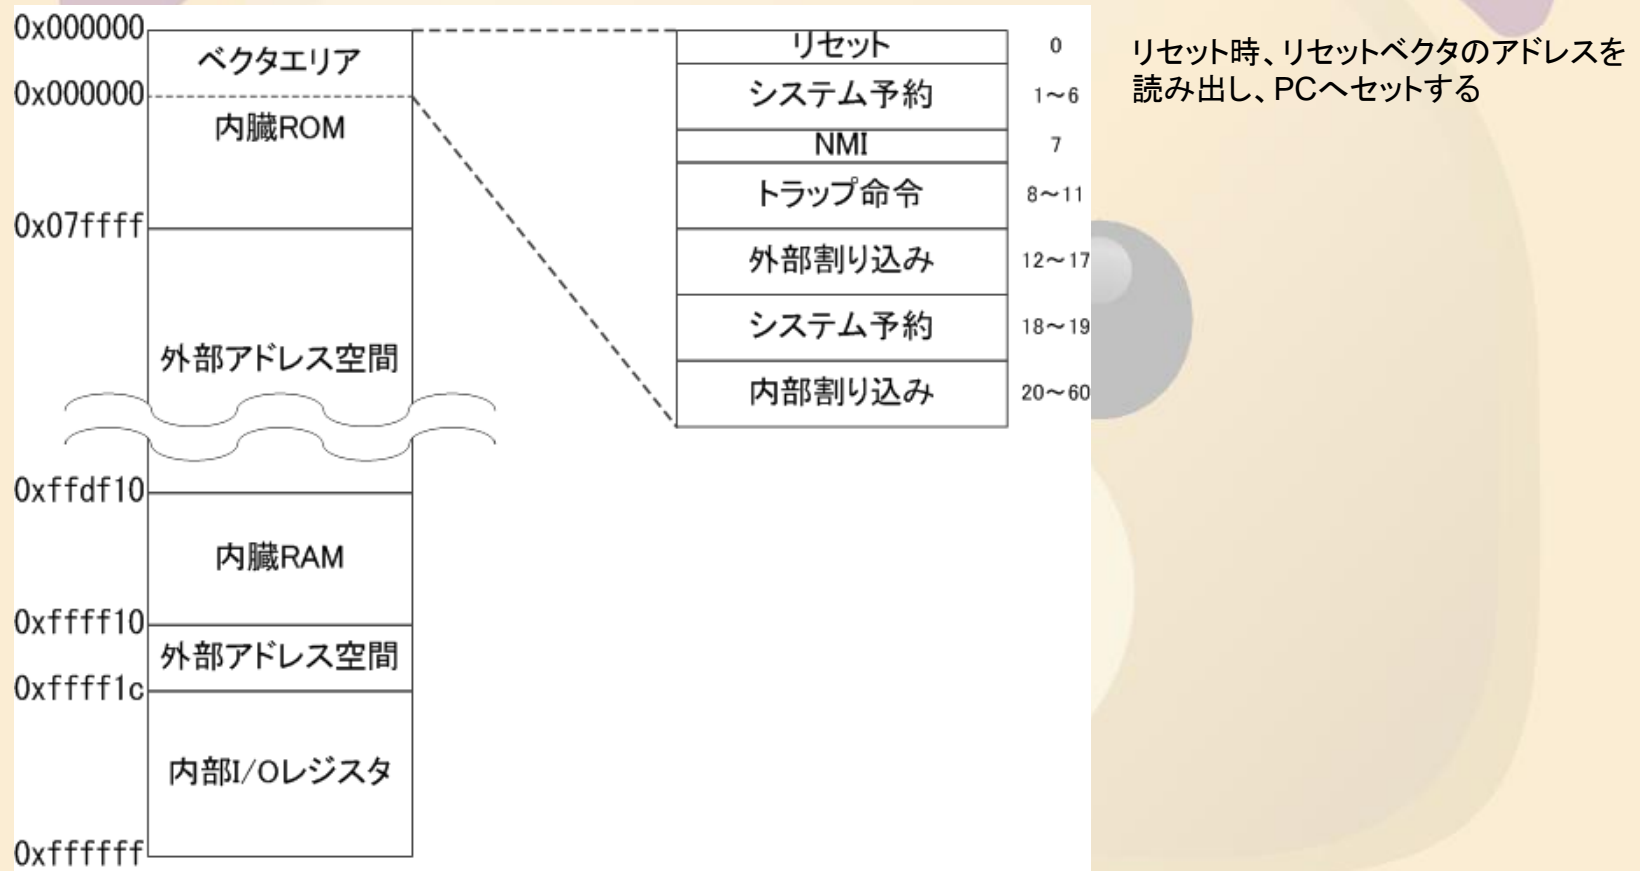 0x000000
ベクタエリア
0x000000
内臓ROM
0x07ffff
外部アドレス空間
0xffdf10
内臓RAM
0xffff10
外部アドレス空間
0xffff1c
内部I/Oレジスタ
0xffffff
リセット 0
システム予約 1～6
NMI 7
トラップ命令 8～11
外部割り込み 12～17
システム予約 18～19
内部割り込み 20～60
リセット時、リセットベクタのアドレスを
読み出し、PCへセットする